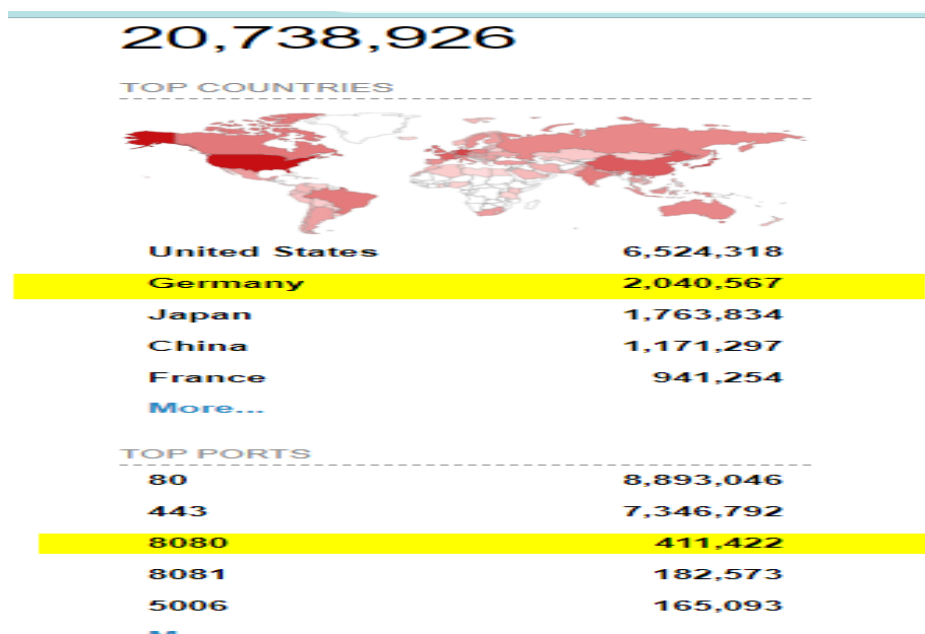 20,738,926
TOP COUNTRIES
United States 6,524,318
Germany 2,040,567
Japan 1,763,834
China 1,171,297
France 941,254
More...
TOP PORTS
80 8,893,046
443 7,346,792
8080 411,422
8081 182,573
5006 165,093